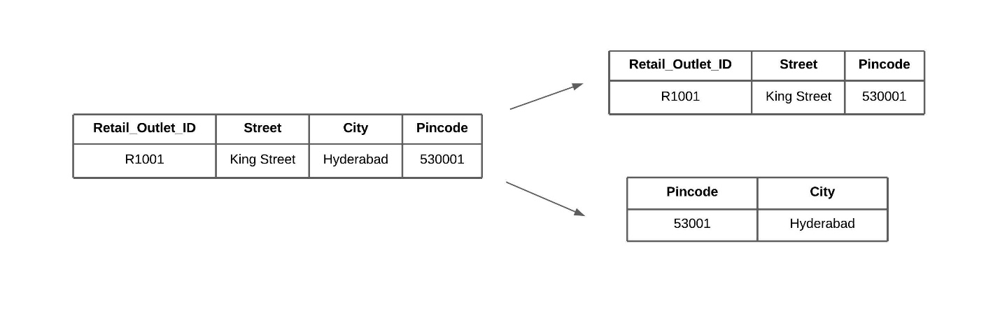 Retail_Outlet_ID Street City Pincode
R1001 King Street Hyderabad 530001
Retail_Outlet_ID Street Pincode
R1001 King Street 530001
Pincode City
53001 Hyderabad